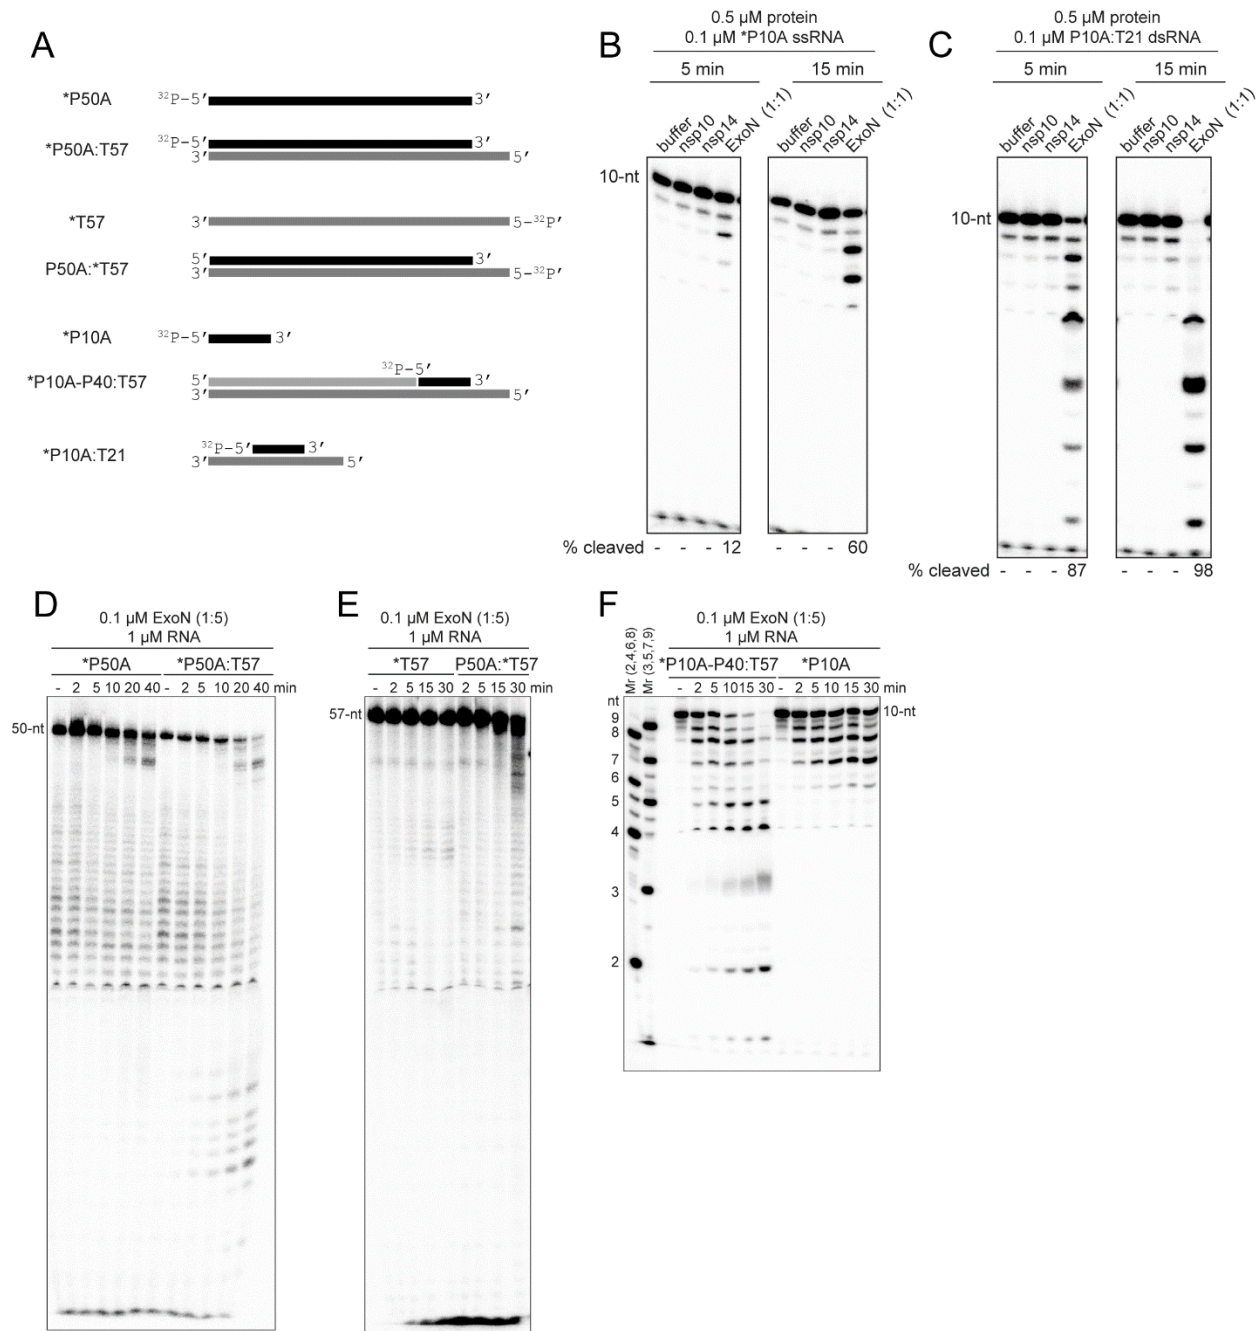 A
*P50A
³²P-5′ 3′
*P50A:T57
³²P-5′
3′ 5′
*T57
3′ 5-³²P′
P50A:*T57
5′
3′ 5-³²P′
*P10A
³²P-5′ 3′
*P10A-P40:T57
³²P-5′
5′ 3′
3′ 5′
*P10A:T21
³²P-5′ 3′
3′ 5′
B
0.5 µM protein
0.1 µM *P10A ssRNA
5 min 15 min
buffer nsp10 nsp14 ExoN (1:1) buffer nsp10 nsp14 ExoN (1:1)
10-nt
% cleaved - - - 12 - - - 60
C
0.5 µM protein
0.1 µM P10A:T21 dsRNA
5 min 15 min
buffer nsp10 nsp14 ExoN (1:1) buffer nsp10 nsp14 ExoN (1:1)
10-nt
% cleaved - - - 87 - - - 98
D
0.1 µM ExoN (1:5)
1 µM RNA
*P50A *P50A:T57
- 2 5 10 20 40 - 2 5 10 20 40 min
50-nt
E
0.1 µM ExoN (1:5)
1 µM RNA
*T57 P50A:*T57
- 2 5 15 30 - 2 5 15 30 min
57-nt
F
0.1 µM ExoN (1:5)
1 µM RNA
Mr (2,4,6,8)
Mr (3,5,7,9)
*P10A-P40:T57 *P10A
- 2 5 10 15 30 - 2 5 10 15 30 min
nt
10-nt
9
8
7
6
5
4
3
2